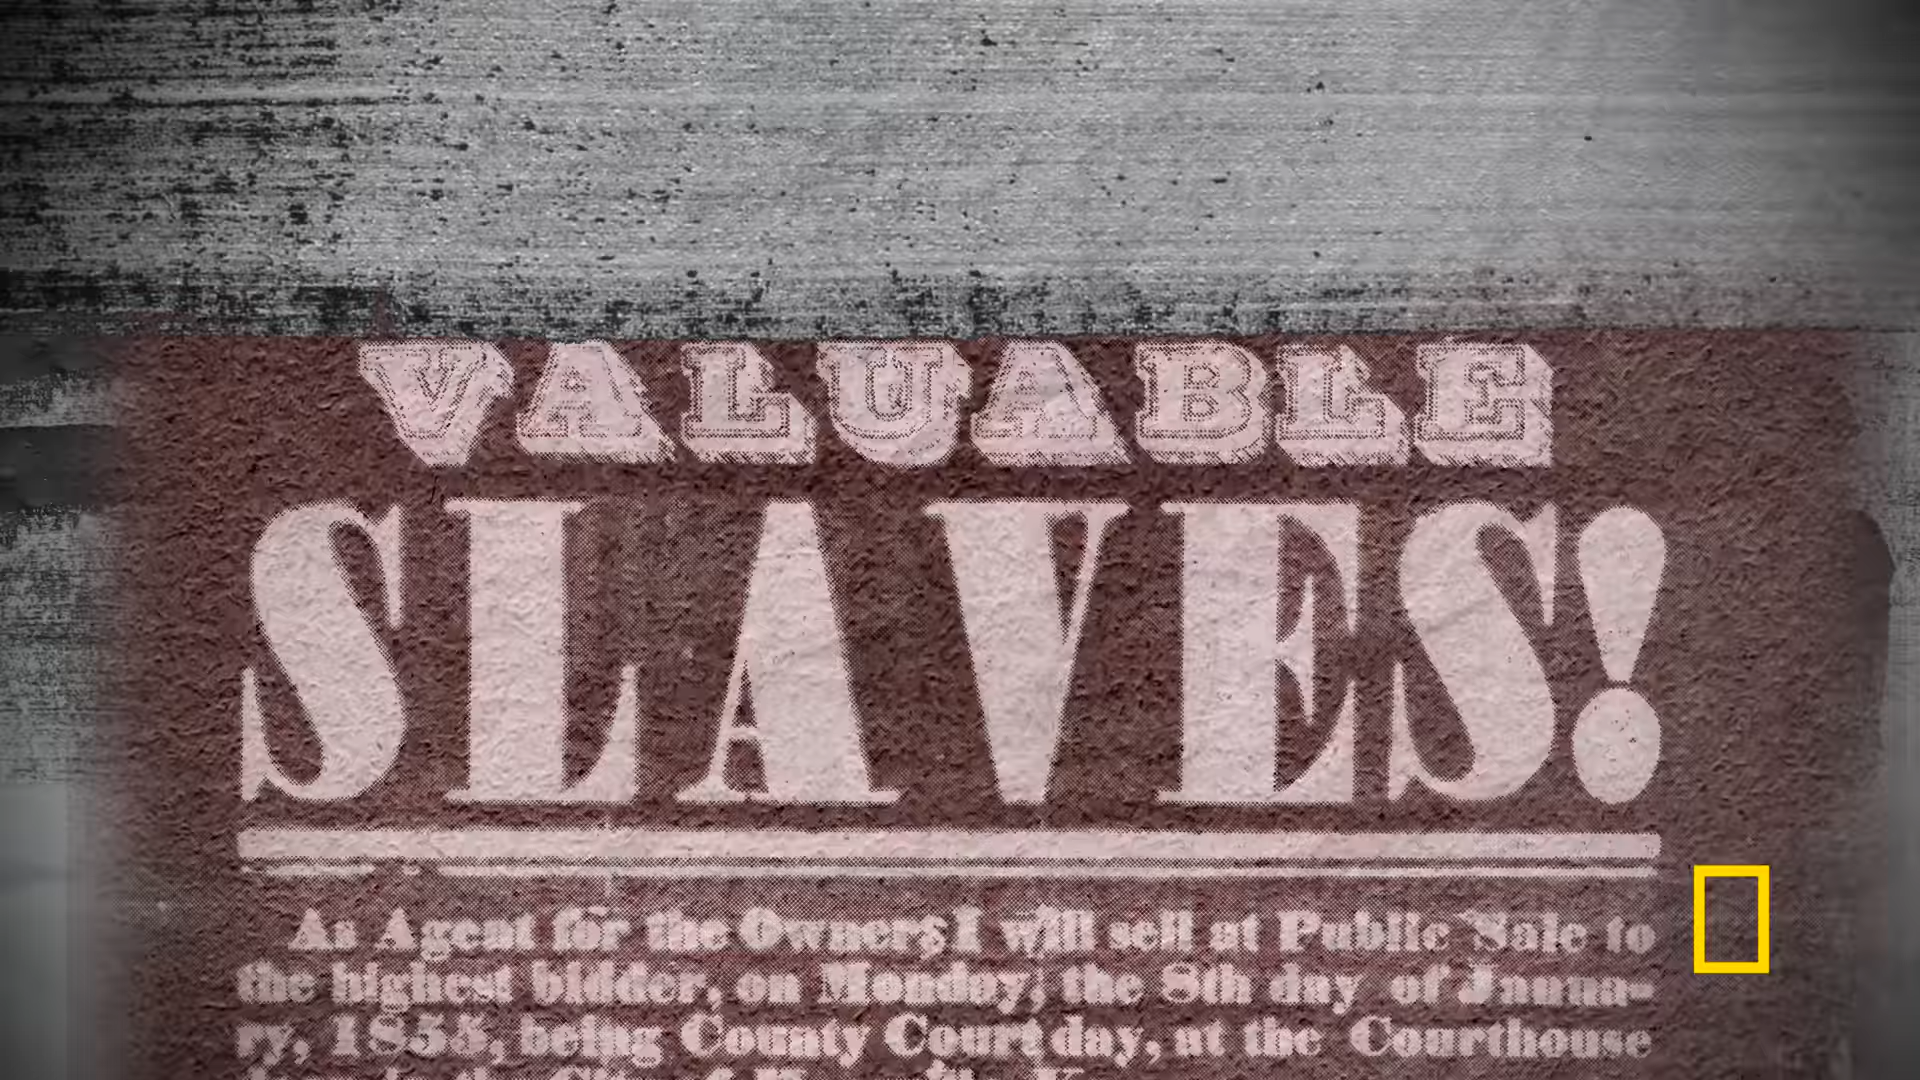 VALUABLE
SLAVES!
As Agent for the Owners I will sell at Public Sale to
the highest bidder, on Monday, the 8th day of Janua-
ry, 1855, being County Court day, at the Courthouse